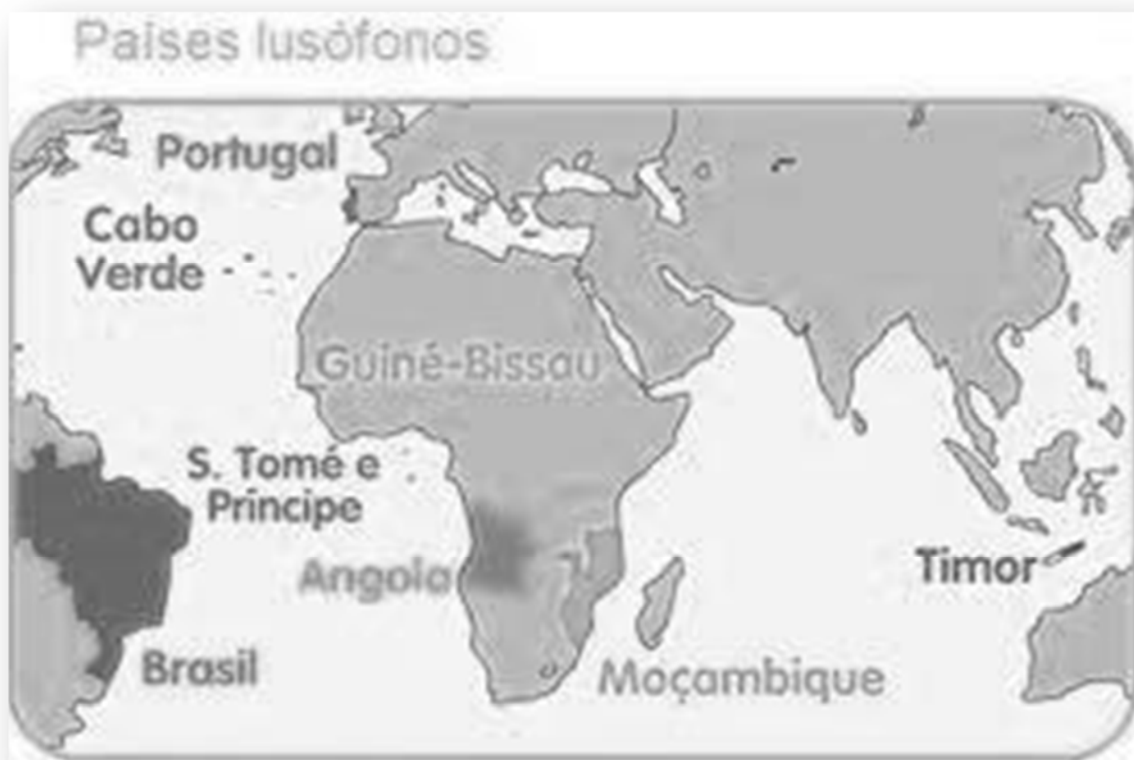 Países lusófonos
Portugal
Cabo
Verde
Guiné-Bissau
S. Tomé e
Príncipe
Angola
Timor
Brasil
Moçambique